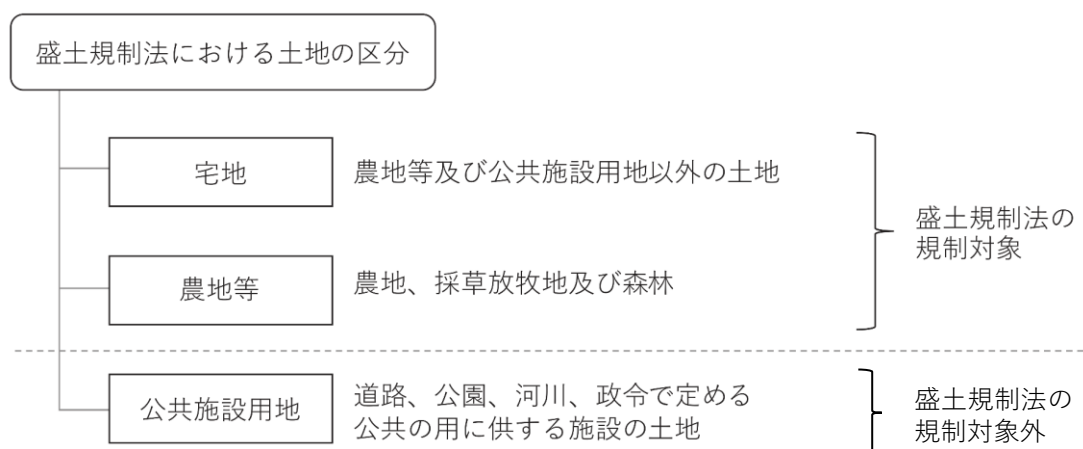 盛土規制法における土地の区分
宅地
農地等及び公共施設用地以外の土地
農地等
農地、採草放牧地及び森林
盛土規制法の
規制対象
公共施設用地
道路、公園、河川、政令で定める
公共の用に供する施設の土地
盛土規制法の
規制対象外